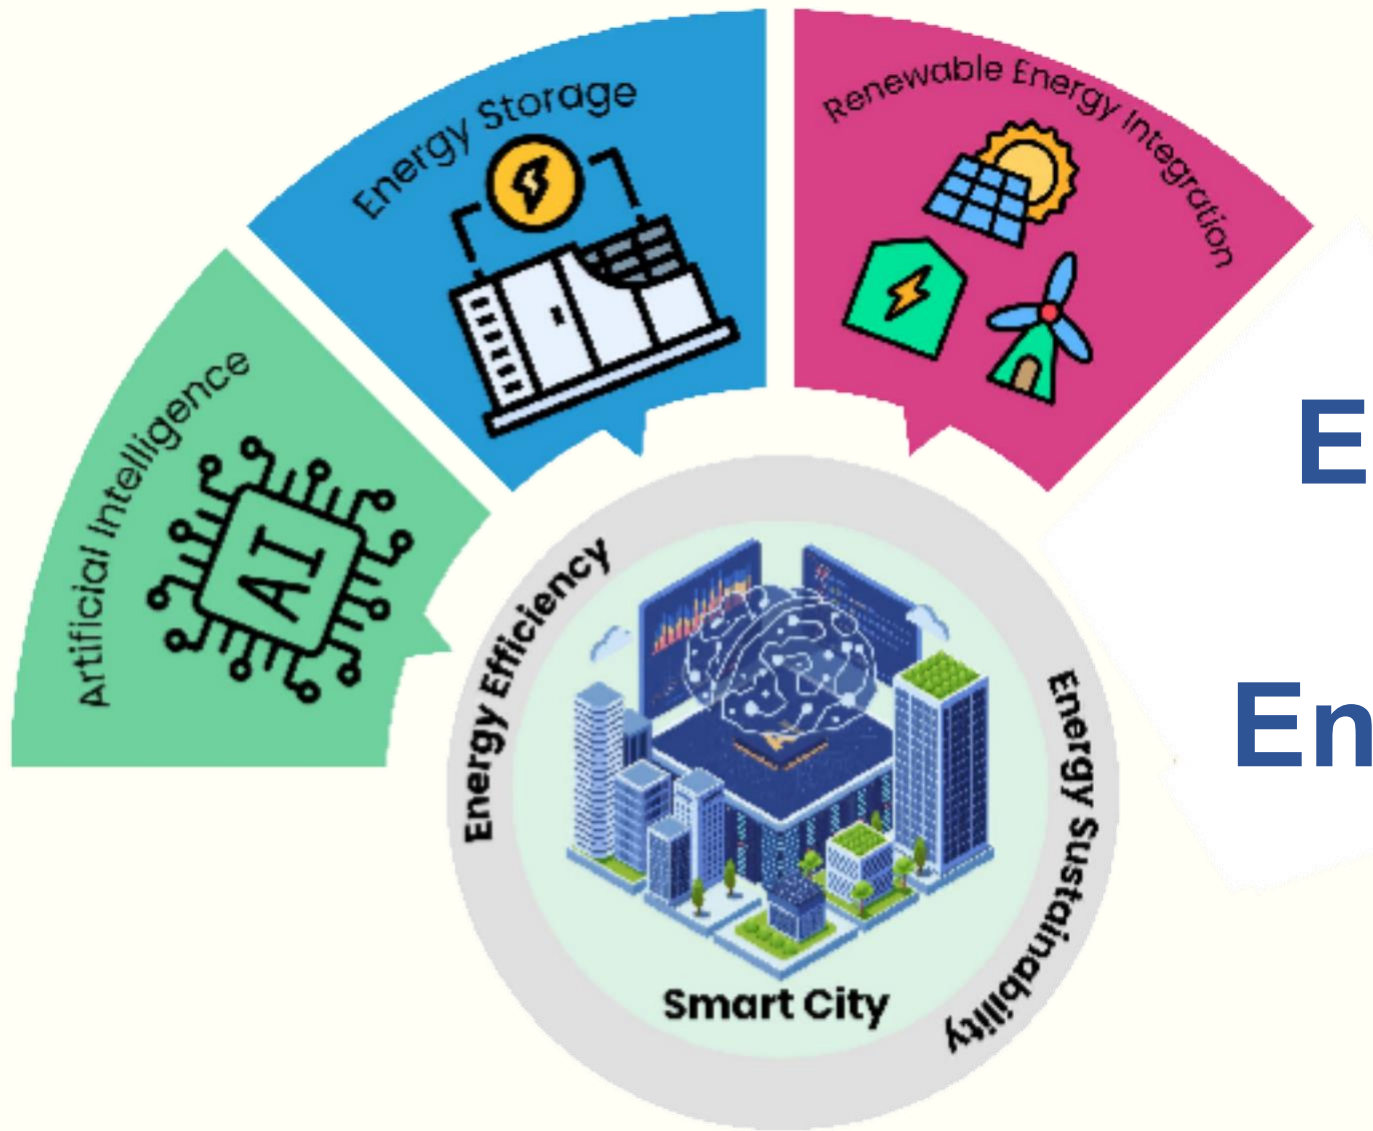 Artificial Intelligence
Energy Storage
Renewable Energy Integration
AI
Energy Efficiency
Energy Sustainability
Smart City
E
En